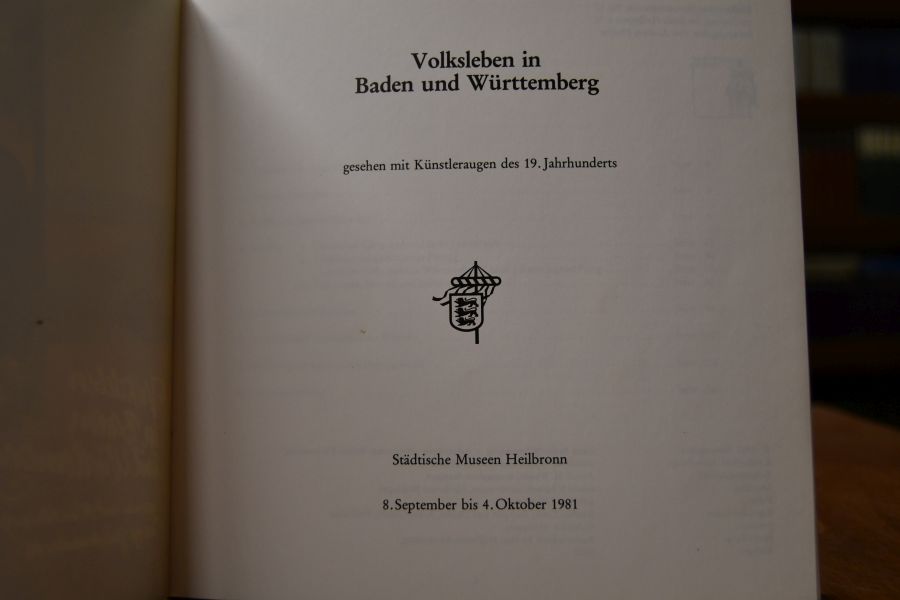 Volksleben in
Baden und Württemberg
gesehen mit Künstleraugen des 19. Jahrhunderts
Städtische Museen Heilbronn
8. September bis 4. Oktober 1981